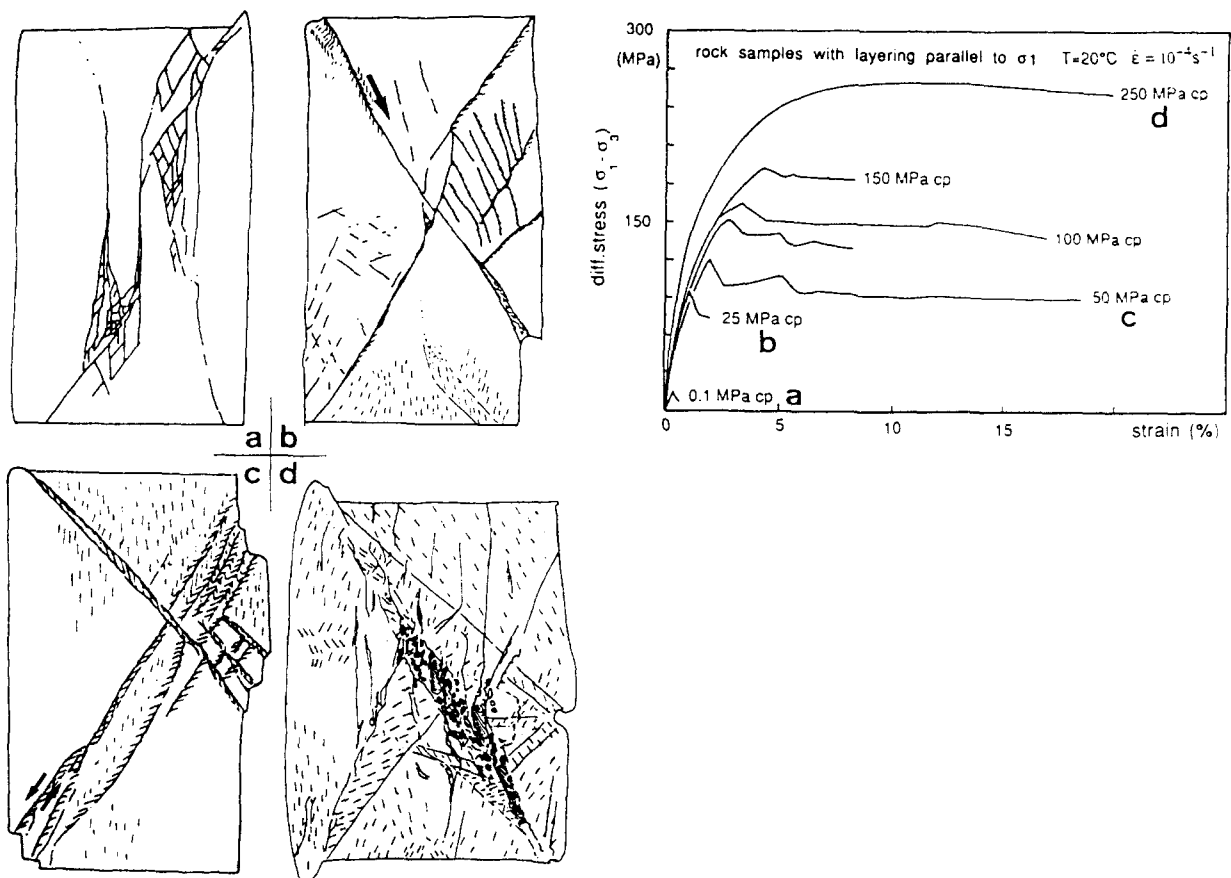 a b
c d
300
(MPa)
rock samples with layering parallel to σ1 T=20°C ε̇ = 10⁻⁴s⁻¹
250 MPa cp
d
150 MPa cp
150
100 MPa cp
50 MPa cp
c
25 MPa cp
b
0.1 MPa cp a
diff.stress (σ1 - σ3)
0 5 10 15 strain (%)